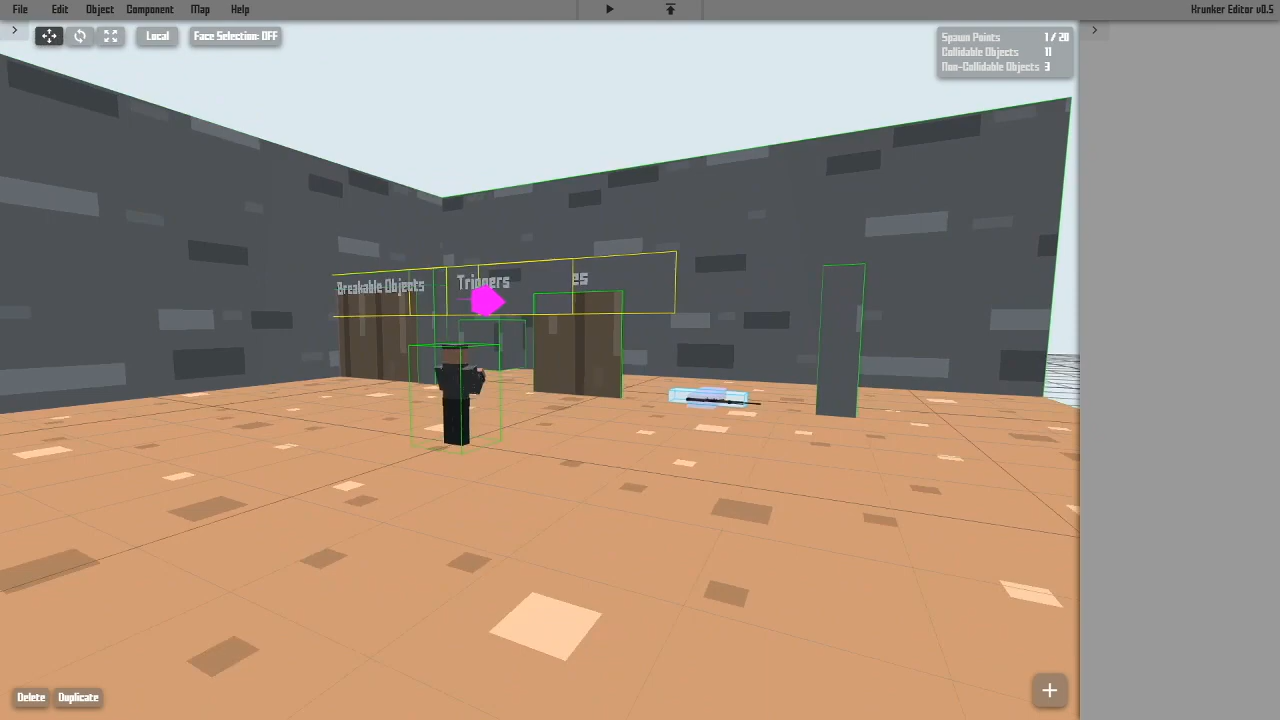 File Edit Object Component Map Help
Krunker Editor v0.5
Local
Face Selection: OFF
Spawn Points 1 / 20
Collidable Objects 11
Non-Collidable Objects 3
Breakable Objects
Triggers
es
Delete
Duplicate